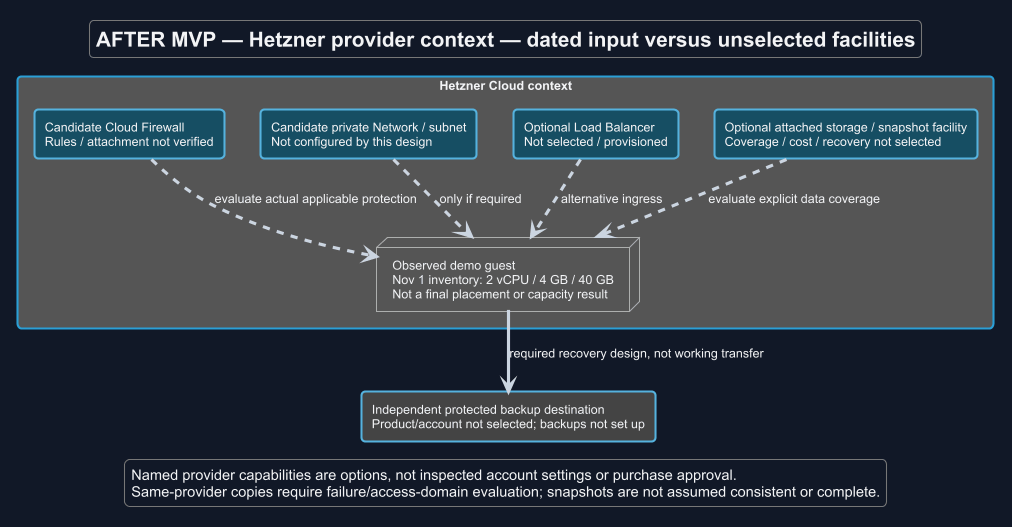 AFTER MVP — Hetzner provider context — dated input versus unselected facilities
Hetzner Cloud context
Candidate Cloud Firewall
Rules / attachment not verified
Candidate private Network / subnet
Not configured by this design
Optional Load Balancer
Not selected / provisioned
Optional attached storage / snapshot facility
Coverage / cost / recovery not selected
evaluate actual applicable protection
only if required
alternative ingress
evaluate explicit data coverage
Observed demo guest
Nov 1 inventory: 2 vCPU / 4 GB / 40 GB
Not a final placement or capacity result
required recovery design, not working transfer
Independent protected backup destination
Product/account not selected; backups not set up
Named provider capabilities are options, not inspected account settings or purchase approval.
Same-provider copies require failure/access-domain evaluation; snapshots are not assumed consistent or complete.